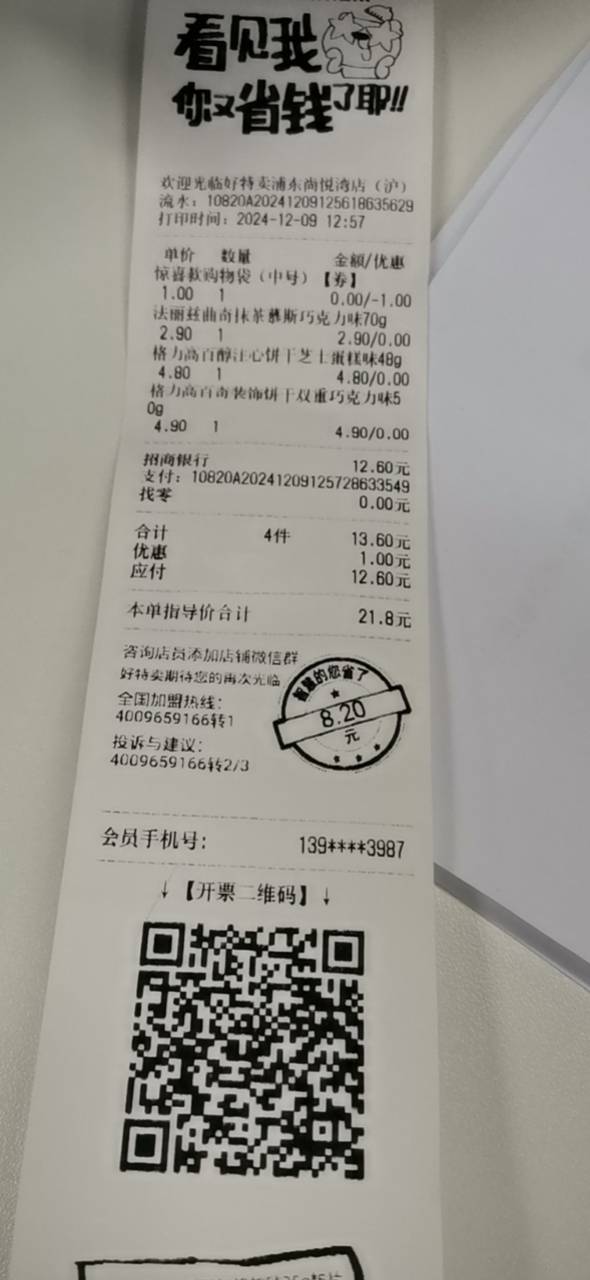 看见我
你又省钱了耶!!
欢迎光临好特卖浦东尚悦湾店（沪）
流水：10820A20241209125618635629
打印时间：2024-12-09 12:57
单价 数量 金额/优惠
惊喜款购物袋（中号）【券】
1.00 1 0.00/-1.00
法丽兹曲奇抹茶慕斯巧克力味70g
2.90 1 2.90/0.00
格力高百醇注心饼干芝士蛋糕味48g
4.80 1 4.80/0.00
格力高百奇装饰饼干双重巧克力味5
0g
4.90 1 4.90/0.00
招商银行 12.60元
支付：10820A20241209125728633549
找零 0.00元
合计 4件 13.60元
优惠 1.00元
应付 12.60元
本单指导价合计 21.8元
咨询店员添加店铺微信群
好特卖期待您的再次光临
智慧的您省了
8.20
元
全国加盟热线：
4009659166转1
投诉与建议：
4009659166转2/3
会员手机号： 139****3987
↓【开票二维码】↓